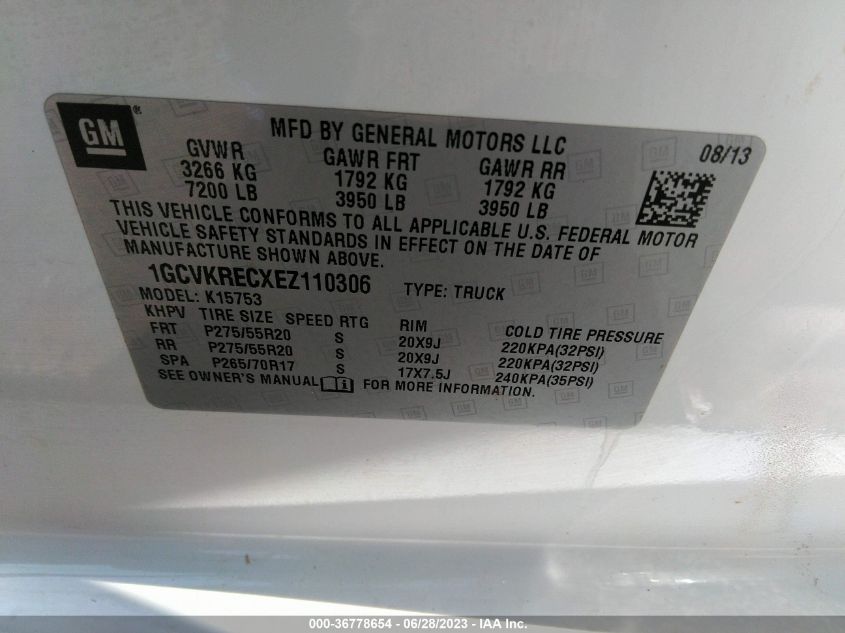 GM®
MFD BY GENERAL MOTORS LLC
08/13
GVWR GAWR FRT GAWR RR
3266 KG 1792 KG 1792 KG
7200 LB 3950 LB 3950 LB
THIS VEHICLE CONFORMS TO ALL APPLICABLE U.S. FEDERAL MOTOR
VEHICLE SAFETY STANDARDS IN EFFECT ON THE DATE OF
MANUFACTURE SHOWN ABOVE.
1GCVKRECXEZ110306 TYPE: TRUCK
MODEL: K15753
KHPV TIRE SIZE SPEED RTG RIM COLD TIRE PRESSURE
FRT P275/55R20 S 20X9J 220KPA(32PSI)
RR P275/55R20 S 20X9J 220KPA(32PSI)
SPA P265/70R17 S 17X7.5J 240KPA(35PSI)
SEE OWNER'S MANUAL FOR MORE INFORMATION.
000-36778654 - 06/28/2023 - IAA Inc.